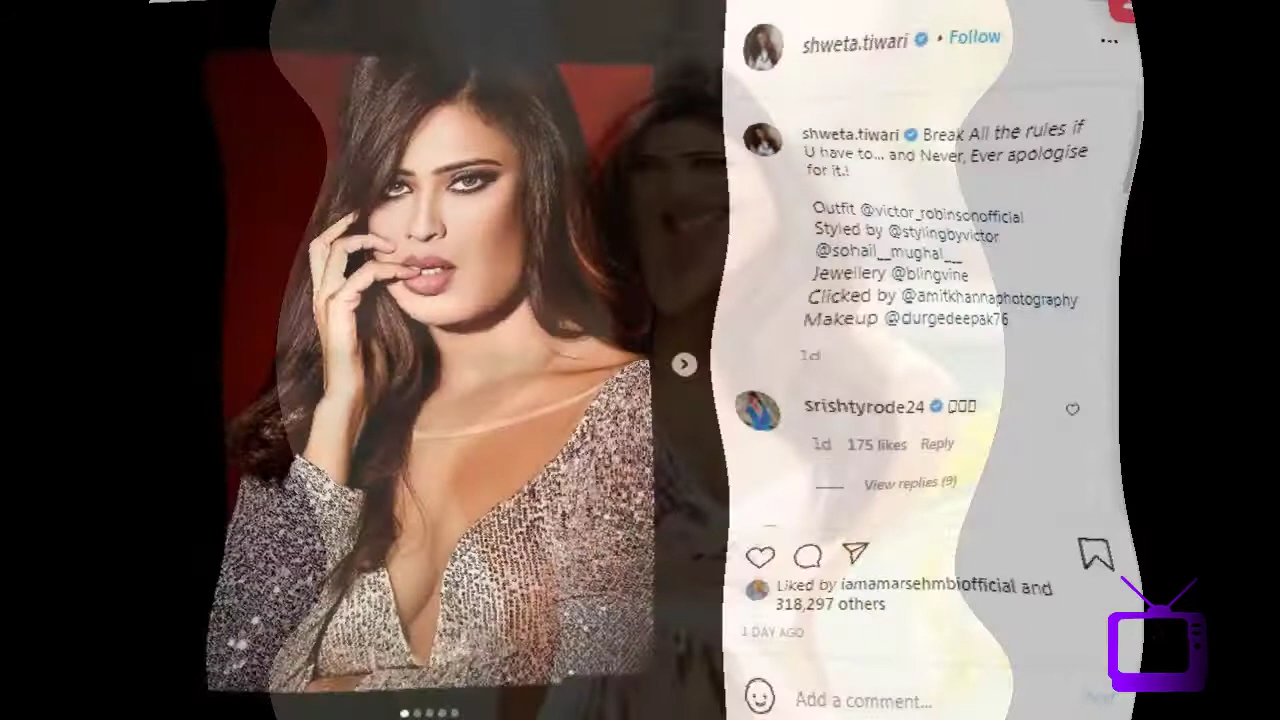 shweta.tiwari • Follow
shweta.tiwari Break All the rules if
U have to... and Never, Ever apologise
for it.!
Outfit @victor_robinsonofficial
Styled by @stylingbyvictor
@sohail__mughal__
Jewellery @blingvine
Clicked by @amitkhannaphotography
Makeup @durgedeepak76
1d
srishtyrode24
1d 175 likes Reply
View replies (9)
Liked by iamamarsehmbiofficial and
318,297 others
1 DAY AGO
Add a comment...